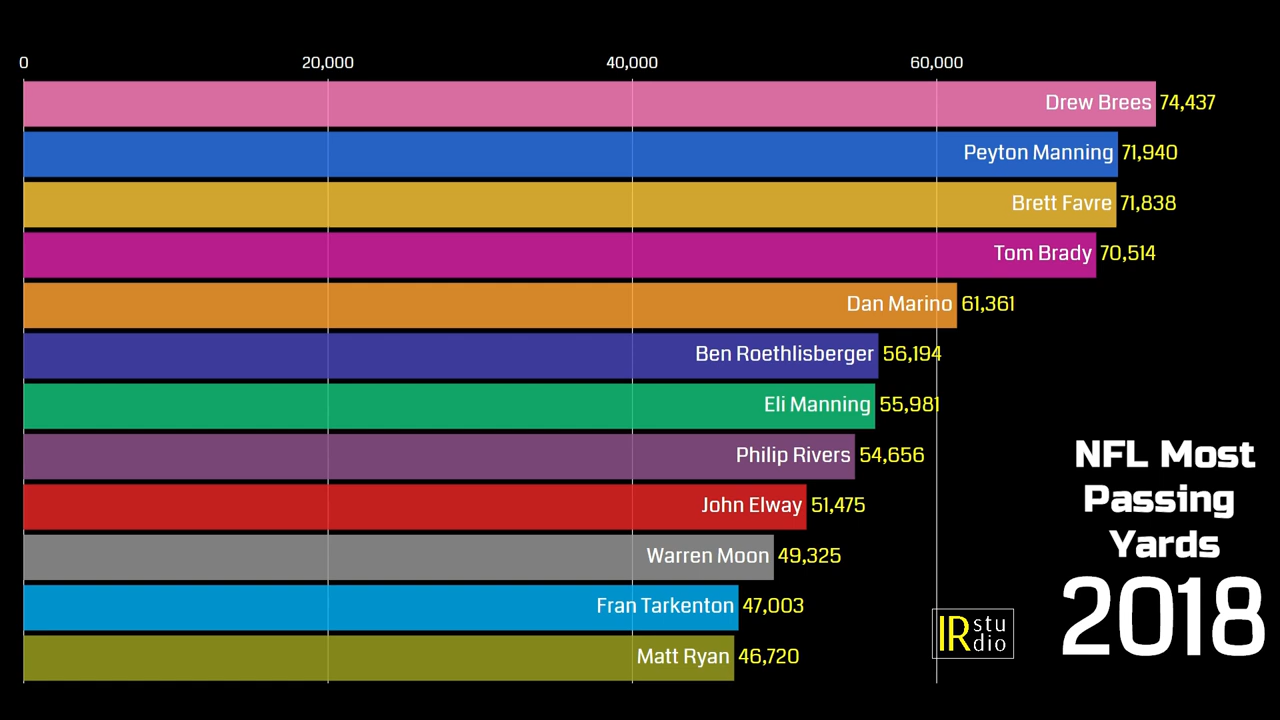 0 20,000 40,000 60,000
Drew Brees 74,437
Peyton Manning 71,940
Brett Favre 71,838
Tom Brady 70,514
Dan Marino 61,361
Ben Roethlisberger 56,194
Eli Manning 55,981
Philip Rivers 54,656
John Elway 51,475
Warren Moon 49,325
Fran Tarkenton 47,003
Matt Ryan 46,720
NFL Most
Passing
Yards
2018
IR stu
dio